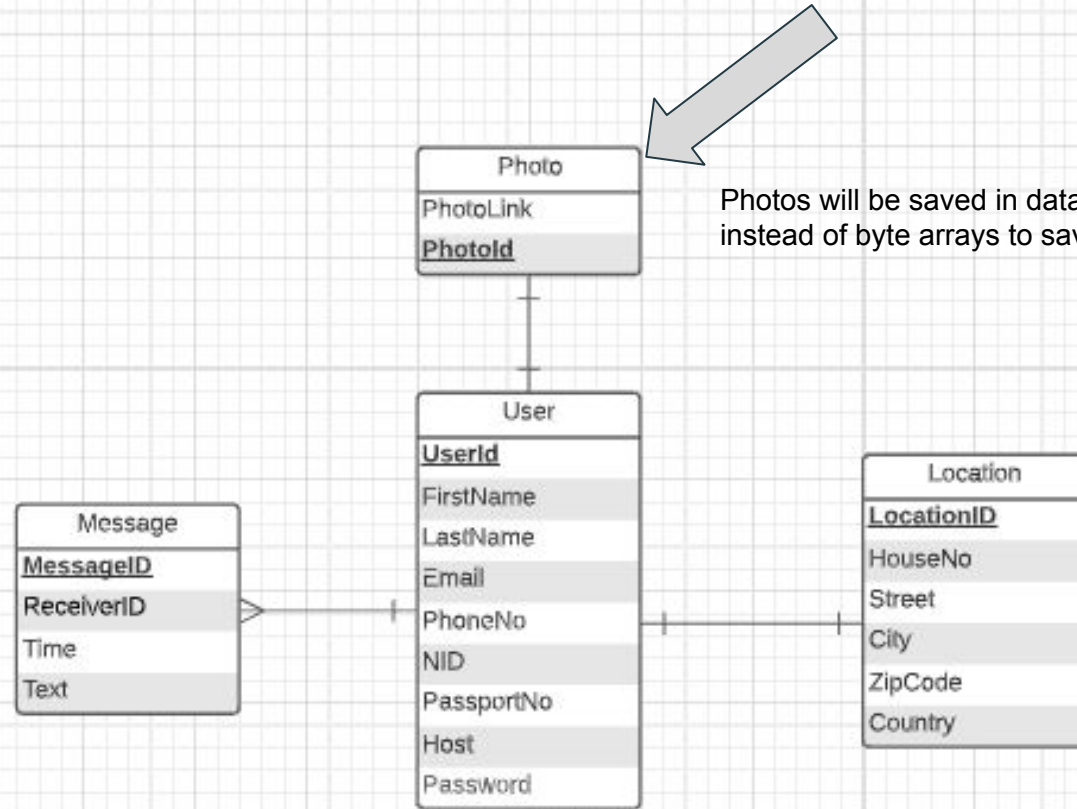 Photo
PhotoLink
PhotoId
Photos will be saved in data
instead of byte arrays to sav
User
UserId
FirstName
LastName
Email
PhoneNo
NID
PassportNo
Host
Password
Message
MessageID
ReceiverID
Time
Text
Location
LocationID
HouseNo
Street
City
ZipCode
Country